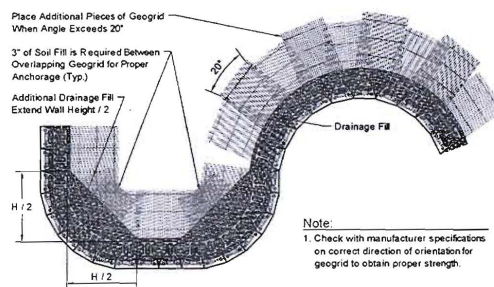 Place Additional Pieces of Geogrid
When Angle Exceeds 20°
3" of Soil Fill is Required Between
Overlapping Geogrid for Proper
Anchorage (Typ.)
Additional Drainage Fill
Extend Wall Height / 2
20°
Drainage Fill
H / 2
H / 2
Note:
1. Check with manufacturer specifications
on correct direction of orientation for
geogrid to obtain proper strength.